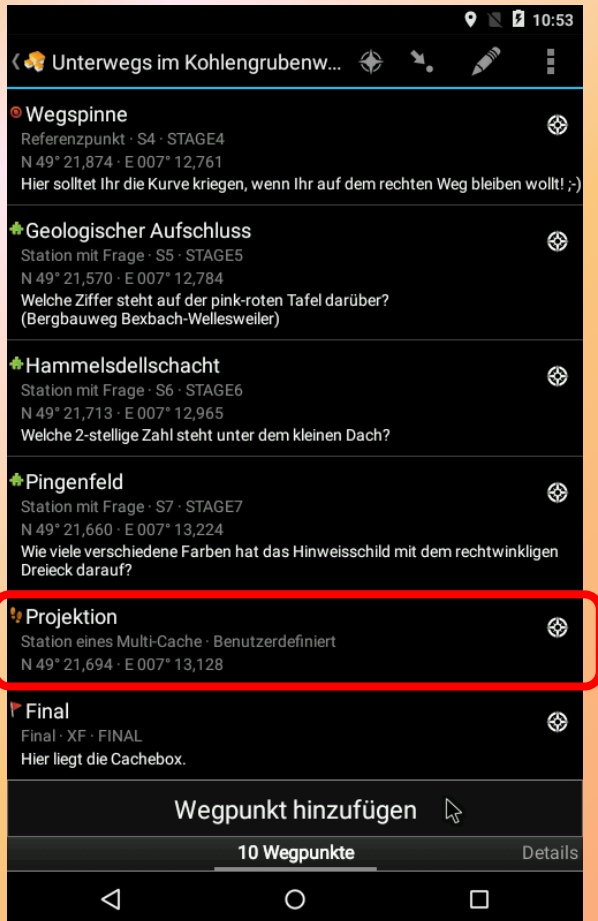 10:53
Unterwegs im Kohlengrubenw...
Wegspinne
Referenzpunkt · S4 · STAGE4
N 49° 21,874 · E 007° 12,761
Hier solltet Ihr die Kurve kriegen, wenn Ihr auf dem rechten Weg bleiben wollt! ;-)
Geologischer Aufschluss
Station mit Frage · S5 · STAGE5
N 49° 21,570 · E 007° 12,784
Welche Ziffer steht auf der pink-roten Tafel darüber?
(Bergbauweg Bexbach-Wellesweiler)
Hammelsdellschacht
Station mit Frage · S6 · STAGE6
N 49° 21,713 · E 007° 12,965
Welche 2-stellige Zahl steht unter dem kleinen Dach?
Pingenfeld
Station mit Frage · S7 · STAGE7
N 49° 21,660 · E 007° 13,224
Wie viele verschiedene Farben hat das Hinweisschild mit dem rechtwinkligen
Dreieck darauf?
Projektion
Station eines Multi-Cache · Benutzerdefiniert
N 49° 21,694 · E 007° 13,128
Final
Final · XF · FINAL
Hier liegt die Cachebox.
Wegpunkt hinzufügen
10 Wegpunkte
Details